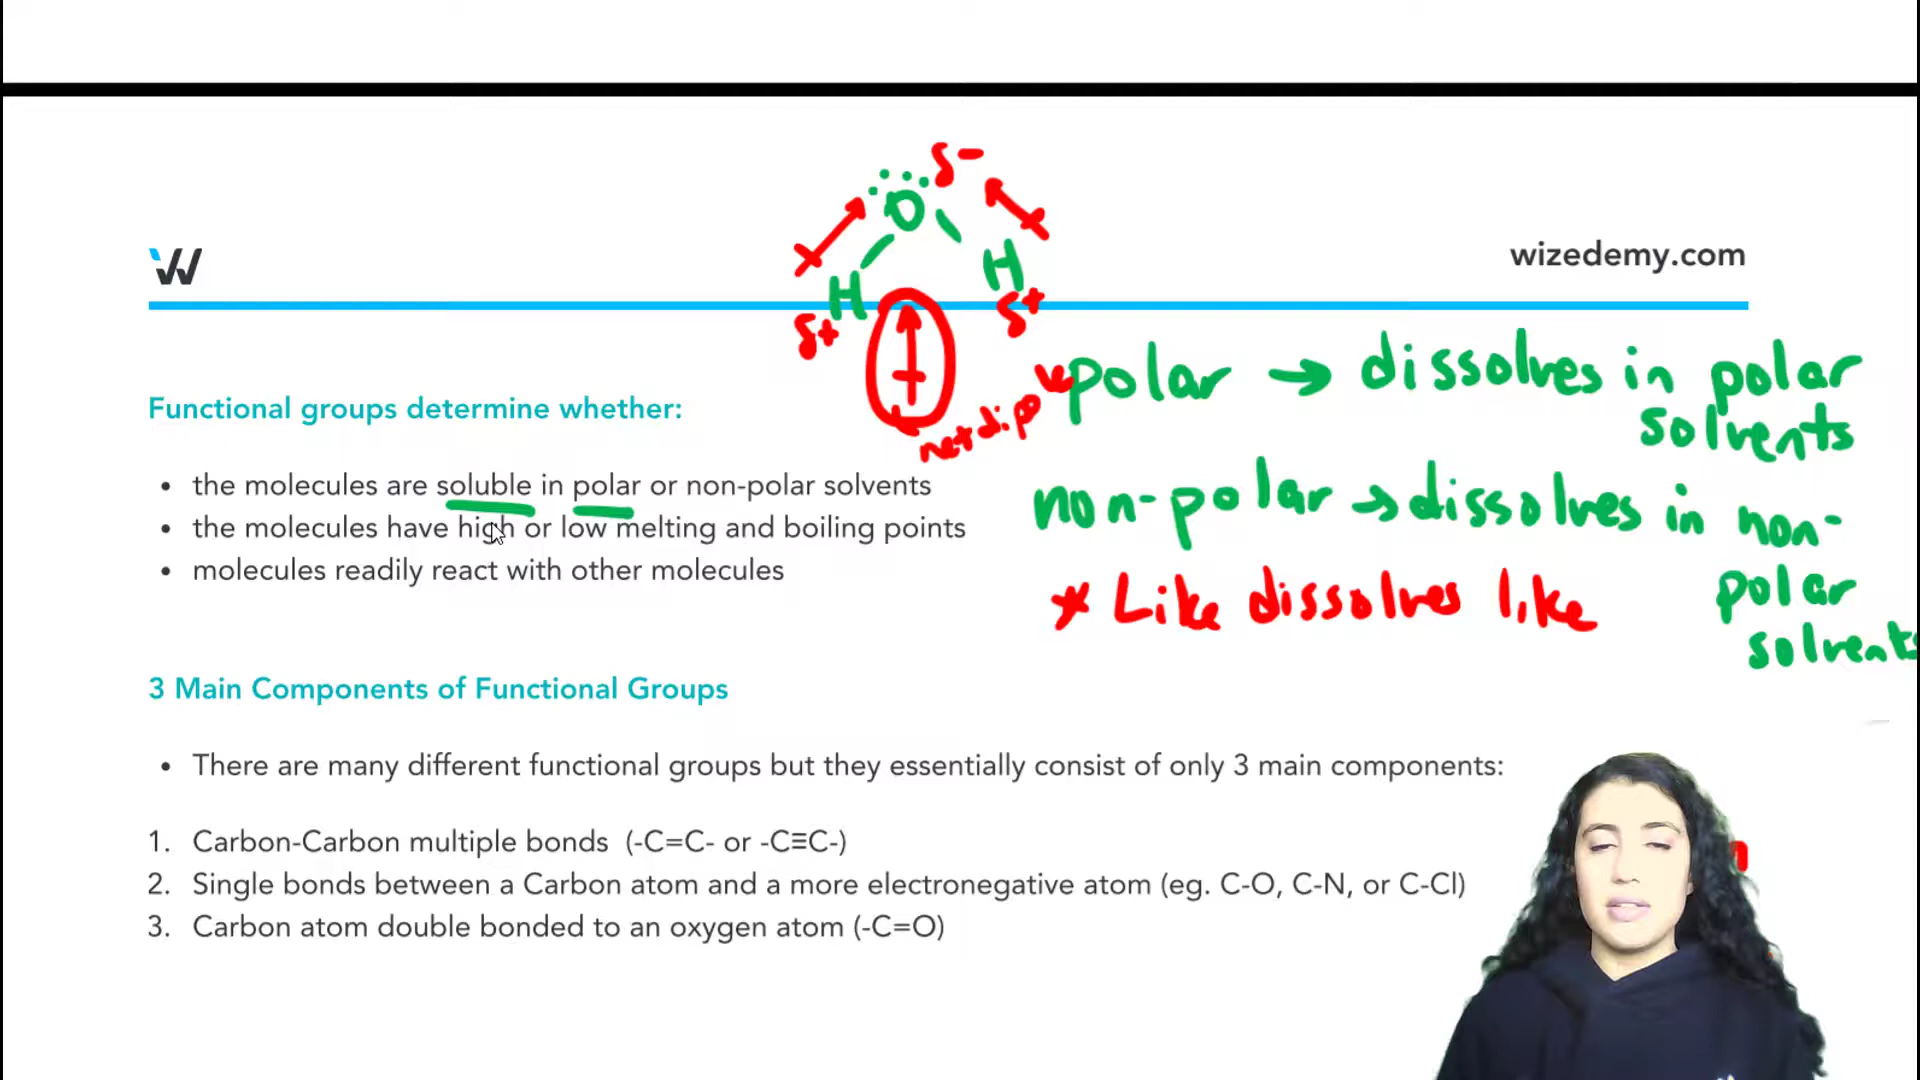 δ-
O
H
H
δ+
δ+
wizedemy.com
polar → dissolves in polar
solvents
Functional groups determine whether:
net dipole
• the molecules are soluble in polar or non-polar solvents
non-polar → dissolves in non-
polar
solvents
• the molecules have high or low melting and boiling points
• molecules readily react with other molecules
* Like dissolves like
3 Main Components of Functional Groups
• There are many different functional groups but they essentially consist of only 3 main components:
1. Carbon-Carbon multiple bonds (-C=C- or -C≡C-)
2. Single bonds between a Carbon atom and a more electronegative atom (eg. C-O, C-N, or C-Cl)
3. Carbon atom double bonded to an oxygen atom (-C=O)